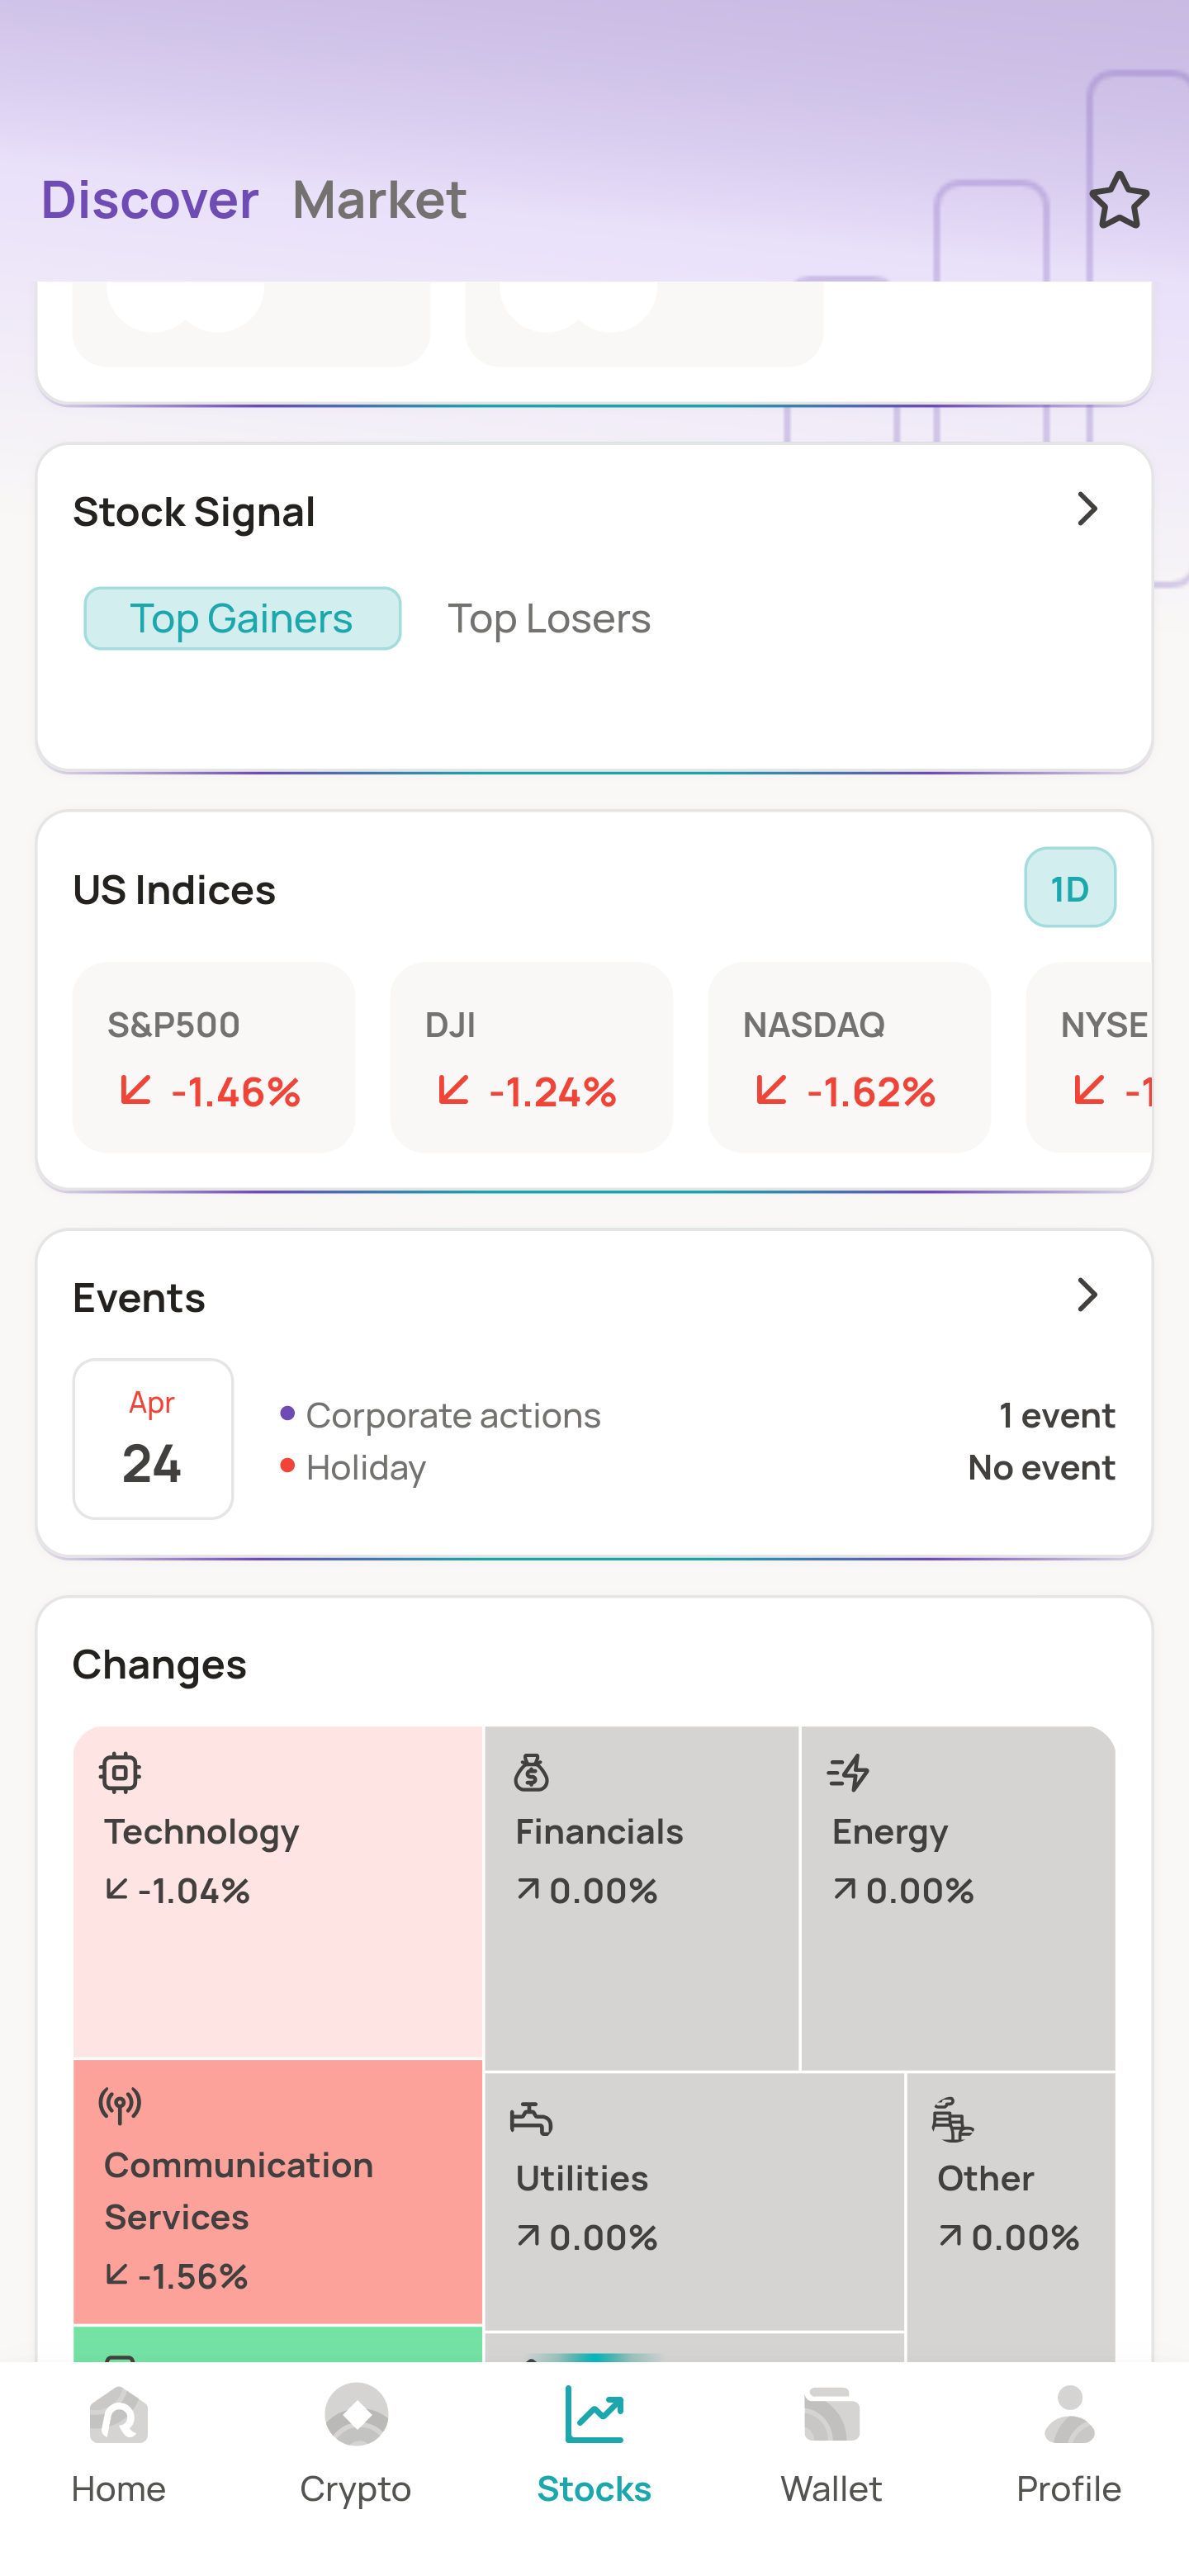 Discover Market
Stock Signal
Top Gainers Top Losers
US Indices 1D
S&P500 DJI NASDAQ NYSE
-1.46% -1.24% -1.62% -1
Events
Apr
24
Corporate actions 1 event
Holiday No event
Changes
Technology
-1.04%
Financials
0.00%
Energy
0.00%
Communication
Services
-1.56%
Utilities
0.00%
Other
0.00%
Home Crypto Stocks Wallet Profile